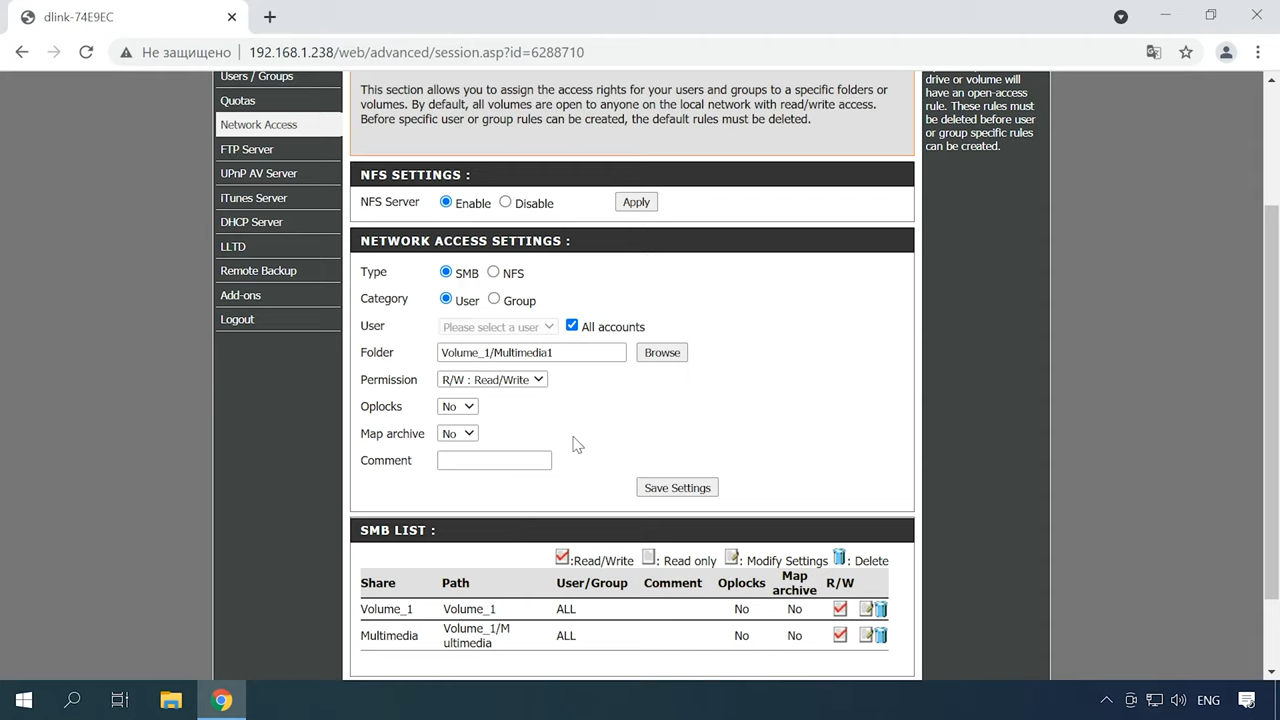 dlink-74E9EC
Не защищено
192.168.1.238/web/advanced/session.asp?id=6288710
Users / Groups
Quotas
Network Access
FTP Server
UPnP AV Server
iTunes Server
DHCP Server
LLTD
Remote Backup
Add-ons
Logout
This section allows you to assign the access rights for your users and groups to a specific folders or
volumes. By default, all volumes are open to anyone on the local network with read/write access.
Before specific user or group rules can be created, the default rules must be deleted.
drive or volume will
have an open-access
rule. These rules must
be deleted before user
or group specific rules
can be created.
NFS SETTINGS :
NFS Server Enable Disable Apply
NETWORK ACCESS SETTINGS :
Type SMB NFS
Category User Group
User Please select a user All accounts
Folder Volume_1/Multimedia1 Browse
Permission R/W : Read/Write
Oplocks No
Map archive No
Comment
Save Settings
SMB LIST :
:Read/Write : Read only : Modify Settings : Delete
Share Path User/Group Comment Oplocks Map archive R/W
Volume_1 Volume_1 ALL No No
Multimedia Volume_1/M ALL No No
ultimedia
ENG